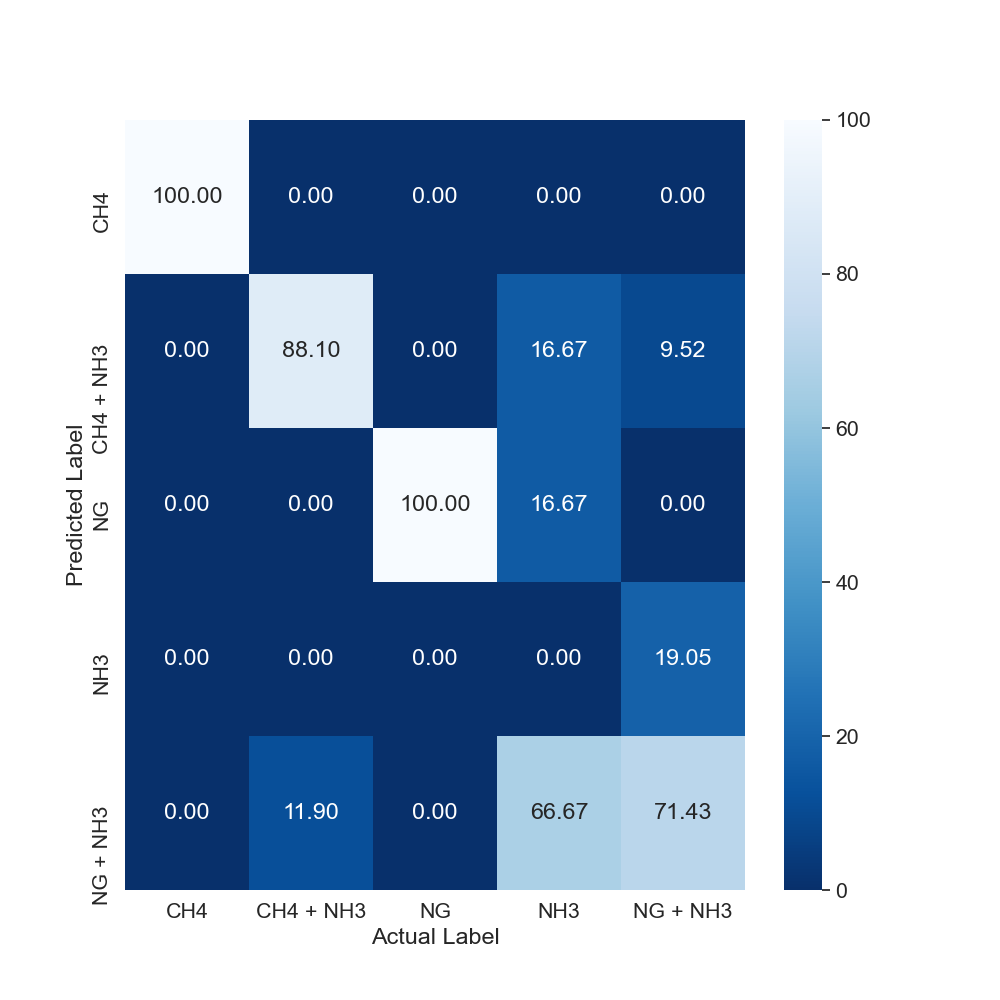 100
CH4 100.00 0.00 0.00 0.00 0.00
80
CH4 + NH3 0.00 88.10 0.00 16.67 9.52
60
Predicted Label
NG 0.00 0.00 100.00 16.67 0.00
40
NH3 0.00 0.00 0.00 0.00 19.05
20
NG + NH3 0.00 11.90 0.00 66.67 71.43
0
CH4 CH4 + NH3 NG NH3 NG + NH3
Actual Label